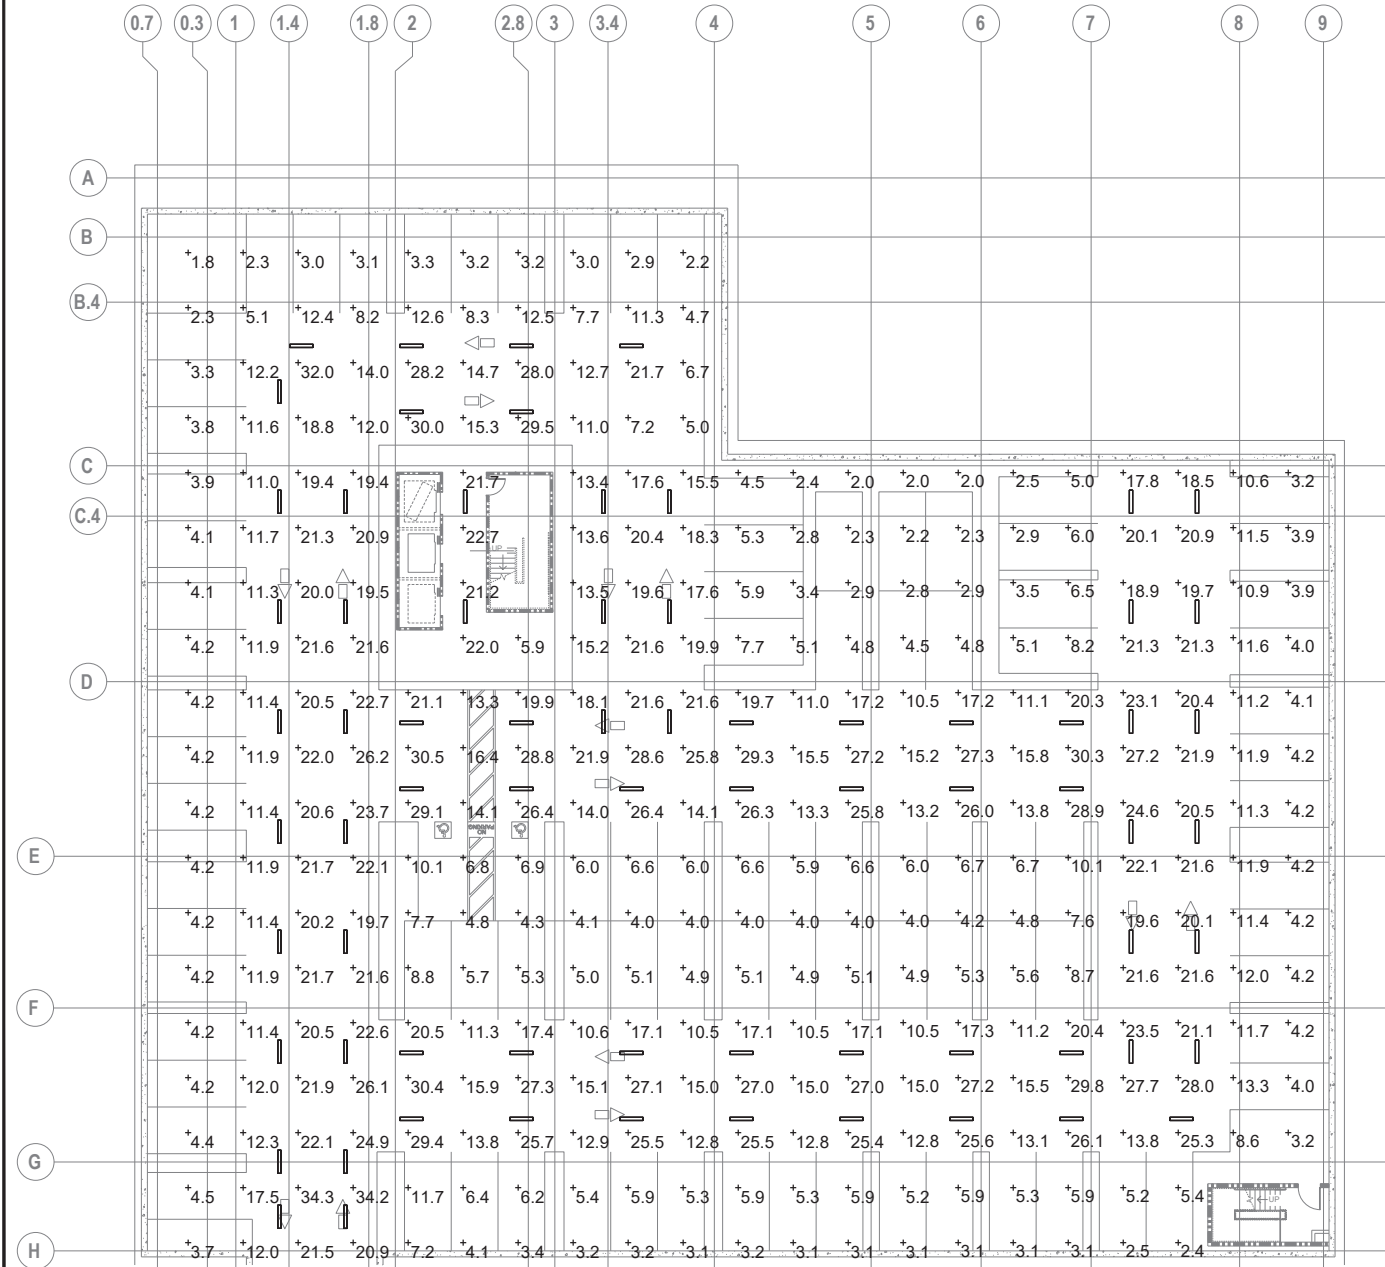 0.7 0.3 1 1.4 1.8 2 2.8 3 3.4 4 5 6 7 8 9
A
B
1.8 2.3 3.0 3.1 3.3 3.2 3.2 3.0 2.9 2.2
B.4
2.3 5.1 12.4 8.2 12.6 8.3 12.5 7.7 11.3 4.7
3.3 12.2 32.0 14.0 28.2 14.7 28.0 12.7 21.7 6.7
3.8 11.6 18.8 12.0 30.0 15.3 29.5 11.0 7.2 5.0
C
3.9 11.0 19.4 19.4 21.7 13.4 17.6 15.5 4.5 2.4 2.0 2.0 2.0 2.5 5.0 17.8 18.5 10.6 3.2
C.4
4.1 11.7 21.3 20.9 22.7 13.6 20.4 18.3 5.3 2.8 2.3 2.2 2.3 2.9 6.0 20.1 20.9 11.5 3.9
UP
4.1 11.3 20.0 19.5 21.2 13.5 19.6 17.6 5.9 3.4 2.9 2.8 2.9 3.5 6.5 18.9 19.7 10.9 3.9
4.2 11.9 21.6 21.6 22.0 5.9 15.2 21.6 19.9 7.7 5.1 4.8 4.5 4.8 5.1 8.2 21.3 21.3 11.6 4.0
D
4.2 11.4 20.5 22.7 21.1 13.3 19.9 18.1 21.6 21.6 19.7 11.0 17.2 10.5 17.2 11.1 20.3 23.1 20.4 11.2 4.1
4.2 11.9 22.0 26.2 30.5 16.4 28.8 21.9 28.6 25.8 29.3 15.5 27.2 15.2 27.3 15.8 30.3 27.2 21.9 11.9 4.2
4.2 11.4 20.6 23.7 29.1 14.1 26.4 14.0 26.4 14.1 26.3 13.3 25.8 13.2 26.0 13.8 28.9 24.6 20.5 11.3 4.2
NO
PARKING
E
4.2 11.9 21.7 22.1 10.1 6.8 6.9 6.0 6.6 6.0 6.6 5.9 6.6 6.0 6.7 6.7 10.1 22.1 21.6 11.9 4.2
4.2 11.4 20.2 19.7 7.7 4.8 4.3 4.1 4.0 4.0 4.0 4.0 4.0 4.0 4.2 4.8 7.6 19.6 20.1 11.4 4.2
4.2 11.9 21.7 21.6 8.8 5.7 5.3 5.0 5.1 4.9 5.1 4.9 5.1 4.9 5.3 5.6 8.7 21.6 21.6 12.0 4.2
F
4.2 11.4 20.5 22.6 20.5 11.3 17.4 10.6 17.1 10.5 17.1 10.5 17.1 10.5 17.3 11.2 20.4 23.5 21.1 11.7 4.2
4.2 12.0 21.9 26.1 30.4 15.9 27.3 15.1 27.1 15.0 27.0 15.0 27.0 15.0 27.2 15.5 29.8 27.7 28.0 13.3 4.0
4.4 12.3 22.1 24.9 29.4 13.8 25.7 12.9 25.5 12.8 25.5 12.8 25.4 12.8 25.6 13.1 26.1 13.8 25.3 8.6 3.2
G
4.5 17.5 34.3 34.2 11.7 6.4 6.2 5.4 5.9 5.3 5.9 5.3 5.9 5.2 5.9 5.3 5.9 5.2 5.4
UP
H
3.7 12.0 21.5 20.9 7.2 4.1 3.4 3.2 3.2 3.1 3.2 3.1 3.1 3.1 3.1 3.1 3.1 2.5 2.4